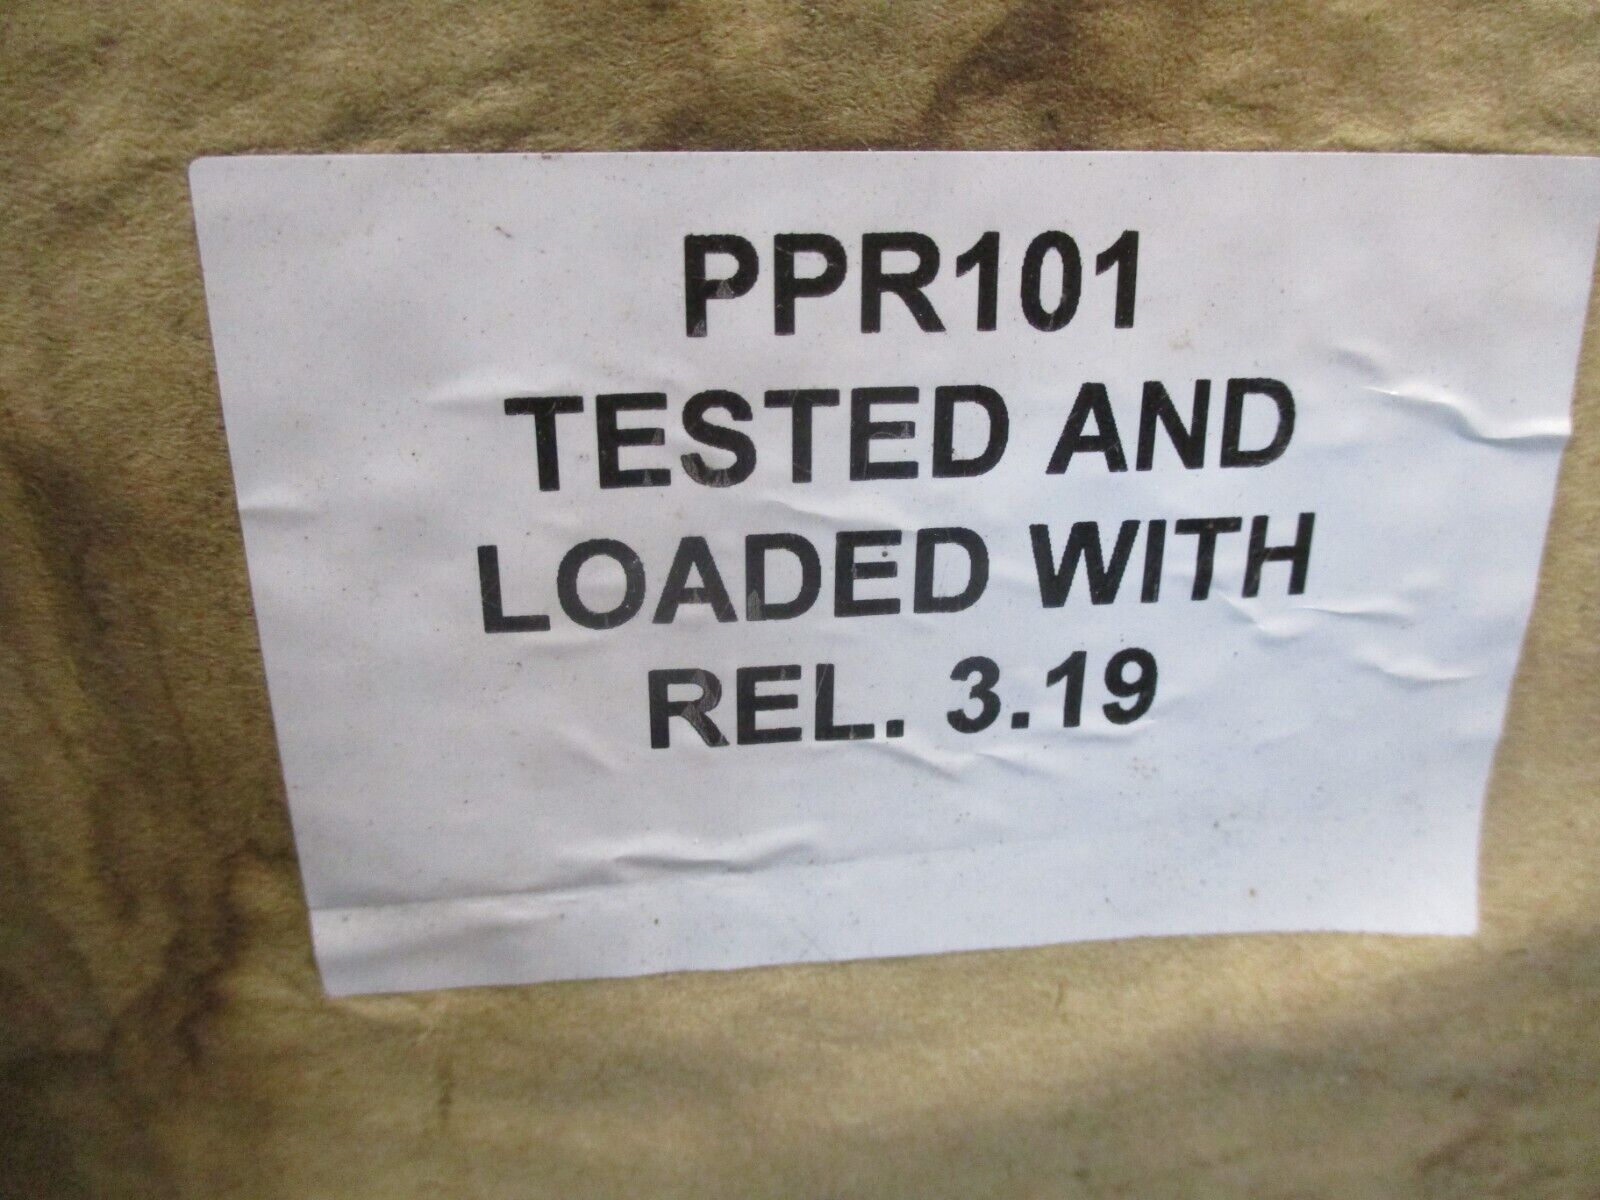 PPR101
TESTED AND
LOADED WITH
REL. 3.19